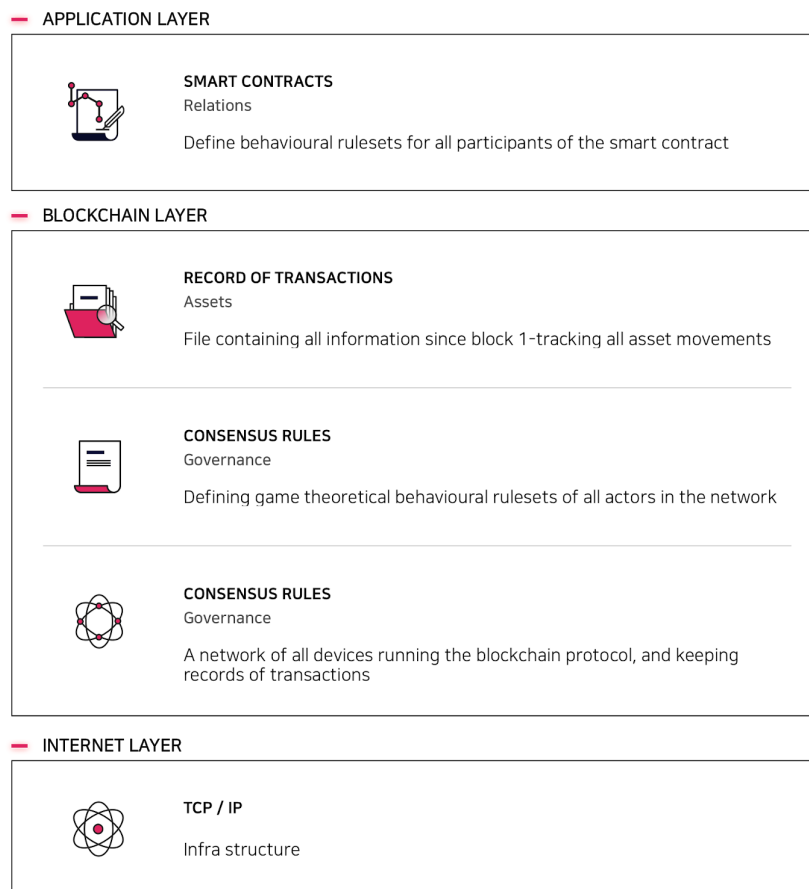 APPLICATION LAYER
SMART CONTRACTS
Relations
Define behavioural rulesets for all participants of the smart contract
BLOCKCHAIN LAYER
RECORD OF TRANSACTIONS
Assets
File containing all information since block 1-tracking all asset movements
CONSENSUS RULES
Governance
Defining game theoretical behavioural rulesets of all actors in the network
CONSENSUS RULES
Governance
A network of all devices running the blockchain protocol, and keeping
records of transactions
INTERNET LAYER
TCP / IP
Infra structure